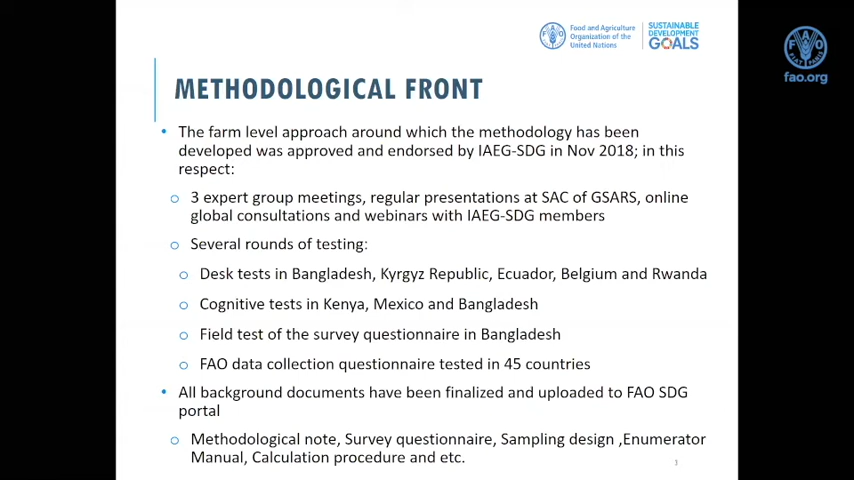 Food and Agriculture
Organization of the
United Nations
SUSTAINABLE
DEVELOPMENT
GOALS
FAO
FIAT PANIS
fao.org
METHODOLOGICAL FRONT
• The farm level approach around which the methodology has been
developed was approved and endorsed by IAEG-SDG in Nov 2018; in this
respect:
o 3 expert group meetings, regular presentations at SAC of GSARS, online
global consultations and webinars with IAEG-SDG members
o Several rounds of testing:
o Desk tests in Bangladesh, Kyrgyz Republic, Ecuador, Belgium and Rwanda
o Cognitive tests in Kenya, Mexico and Bangladesh
o Field test of the survey questionnaire in Bangladesh
o FAO data collection questionnaire tested in 45 countries
• All background documents have been finalized and uploaded to FAO SDG
portal
o Methodological note, Survey questionnaire, Sampling design ,Enumerator
Manual, Calculation procedure and etc.
3